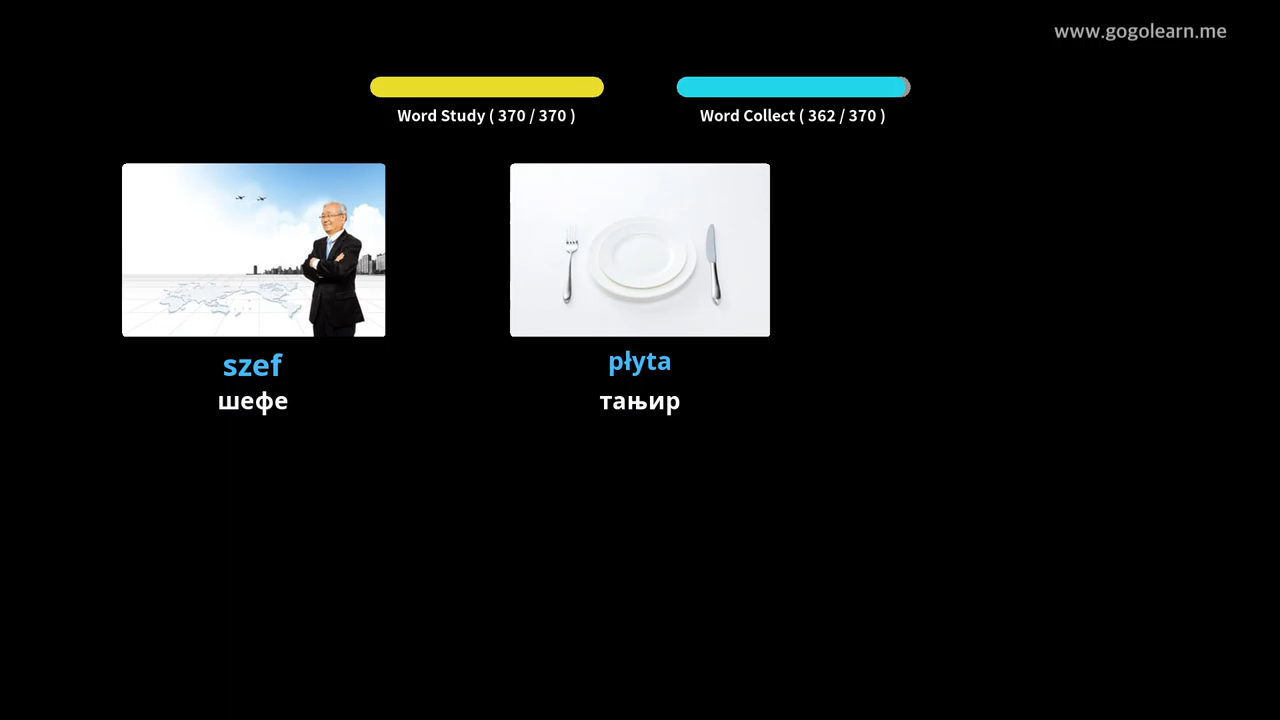 www.gogolearn.me
Word Study ( 370 / 370 )
Word Collect ( 362 / 370 )
szef
шефе
płyta
тањир